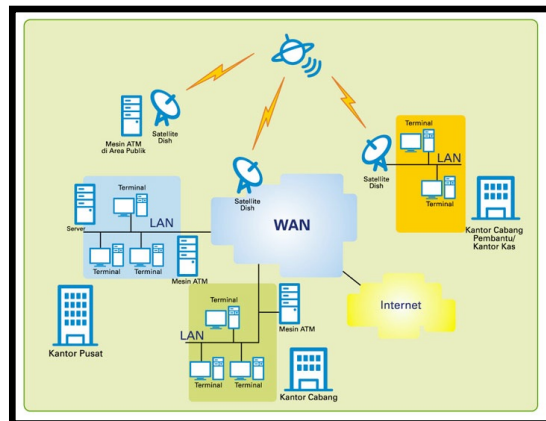 Mesin ATM
di Area Publik
Satellite
Dish
Satellite
Dish
Satellite
Dish
Terminal
LAN
Terminal
Kantor Cabang
Pembantu/
Kantor Kas
Terminal
Server
LAN
Terminal
Terminal
Mesin ATM
WAN
Internet
Kantor Pusat
Terminal
LAN
Mesin ATM
Terminal
Terminal
Kantor Cabang